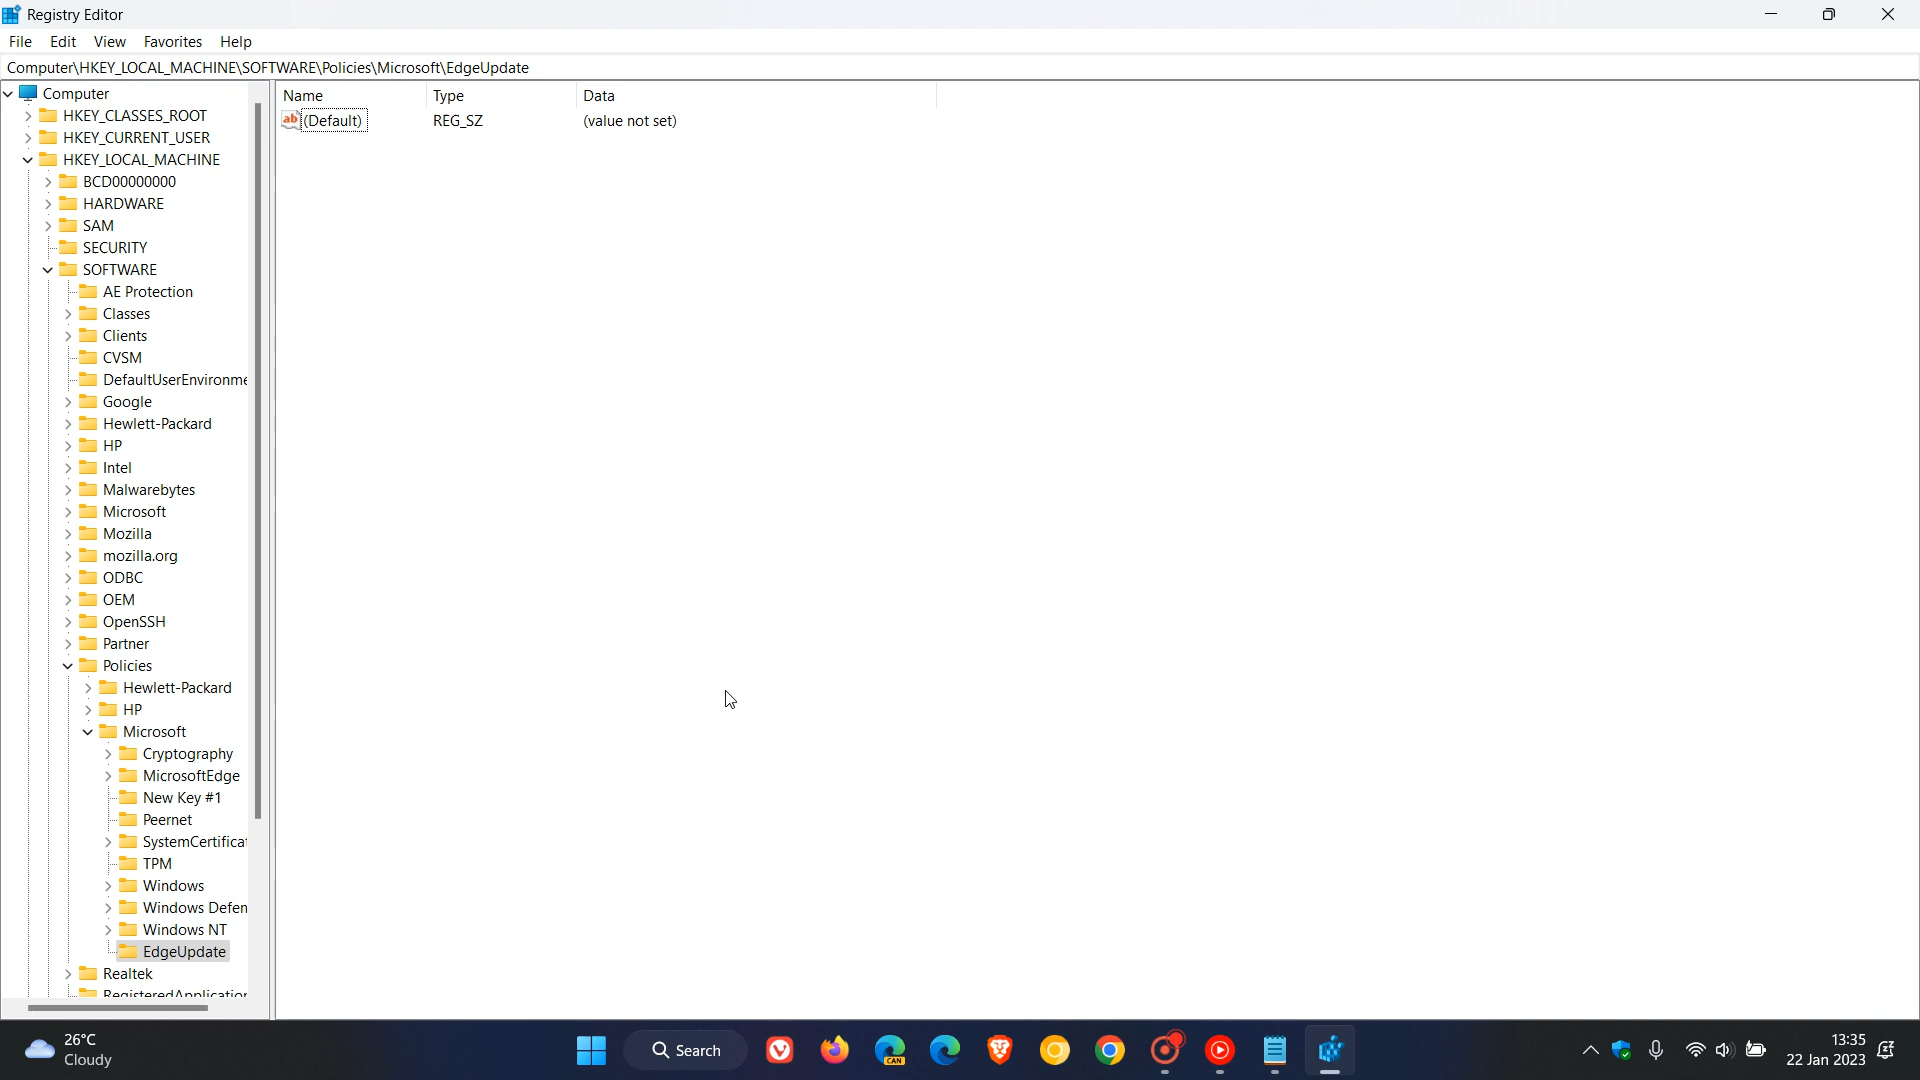 Registry Editor
File Edit View Favorites Help
Computer\HKEY_LOCAL_MACHINE\SOFTWARE\Policies\Microsoft\EdgeUpdate
Computer
HKEY_CLASSES_ROOT
HKEY_CURRENT_USER
HKEY_LOCAL_MACHINE
BCD00000000
HARDWARE
SAM
SECURITY
SOFTWARE
AE Protection
Classes
Clients
CVSM
DefaultUserEnvironme
Google
Hewlett-Packard
HP
Intel
Malwarebytes
Microsoft
Mozilla
mozilla.org
ODBC
OEM
OpenSSH
Partner
Policies
Hewlett-Packard
HP
Microsoft
Cryptography
MicrosoftEdge
New Key #1
Peernet
SystemCertificat
TPM
Windows
Windows Defen
Windows NT
EdgeUpdate
Realtek
RegisteredApplication
Name Type Data
ab (Default) REG_SZ (value not set)
26°C
Cloudy
Search
CAN
13:35
22 Jan 2023